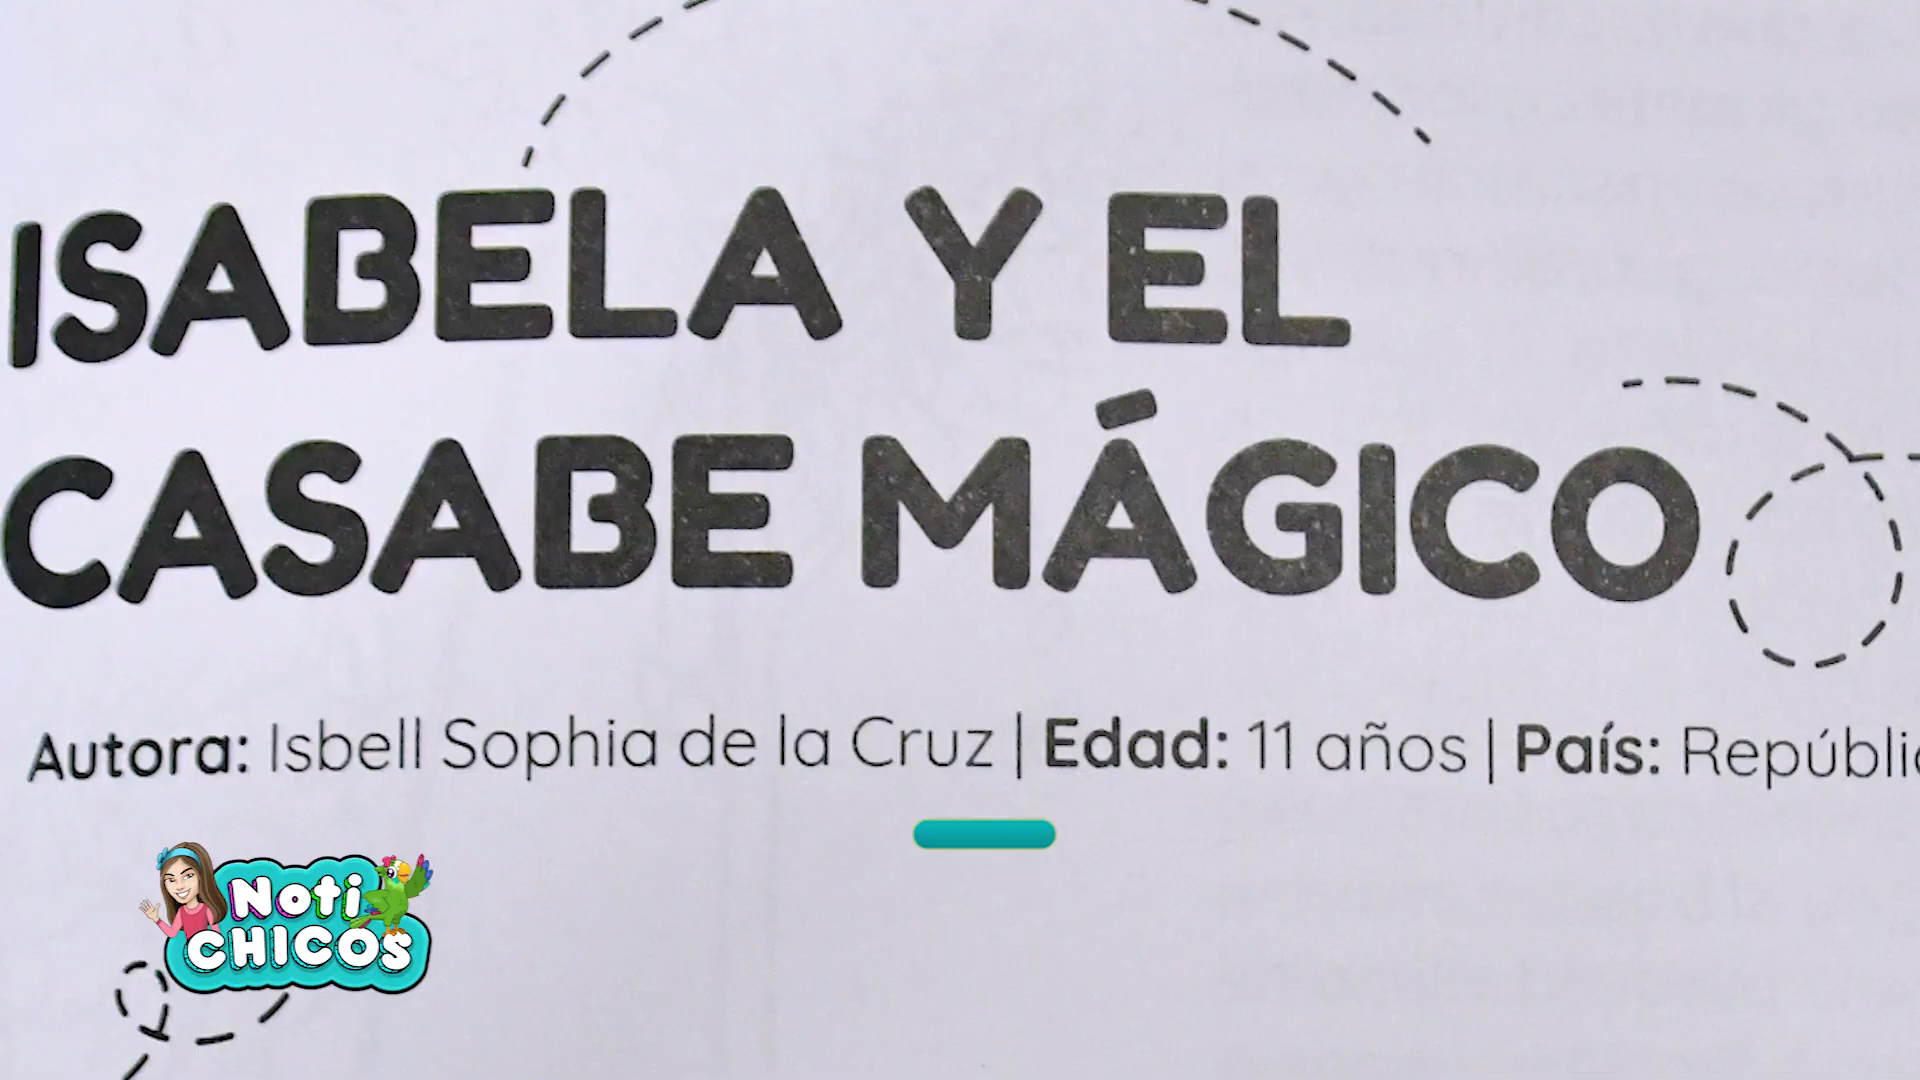 ISABELA Y EL
CASABE MÁGICO
Autora: Isbell Sophia de la Cruz | Edad: 11 años | País:
Noti
CHICOS